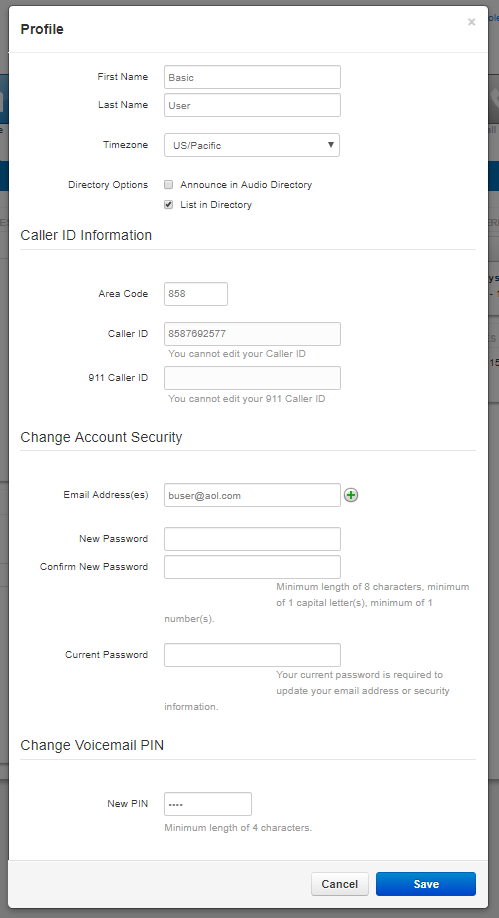 Profile
×
First Name
Basic
Last Name
User
Timezone
US/Pacific
Directory Options
Announce in Audio Directory
List in Directory
Caller ID Information
Area Code
858
Caller ID
8587692577
You cannot edit your Caller ID
911 Caller ID
You cannot edit your 911 Caller ID
Change Account Security
Email Address(es)
buser@aol.com
New Password
Confirm New Password
Minimum length of 8 characters, minimum
of 1 capital letter(s), minimum of 1
number(s).
Current Password
Your current password is required to
update your email address or security
information.
Change Voicemail PIN
New PIN
····
Minimum length of 4 characters.
Cancel
Save